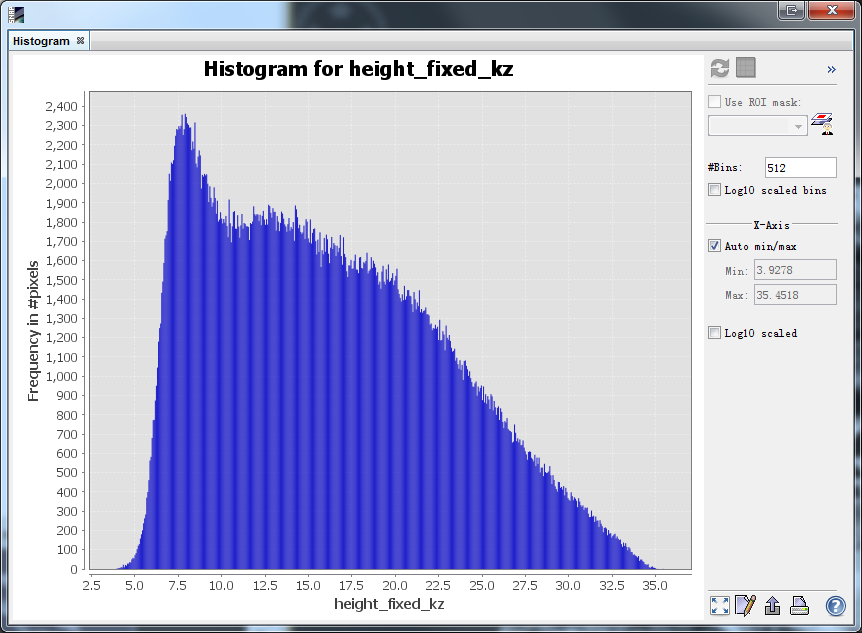 Histogram
Histogram for height_fixed_kz
Frequency in #pixels
2,400
2,300
2,200
2,100
2,000
1,900
1,800
1,700
1,600
1,500
1,400
1,300
1,200
1,100
1,000
900
800
700
600
500
400
300
200
100
0
2.5 5.0 7.5 10.0 12.5 15.0 17.5 20.0 22.5 25.0 27.5 30.0 32.5 35.0
height_fixed_kz
»
Use ROI mask:
#Bins: 512
Log10 scaled bins
X-Axis
Auto min/max
Min: 3.9278
Max: 35.4518
Log10 scaled
?